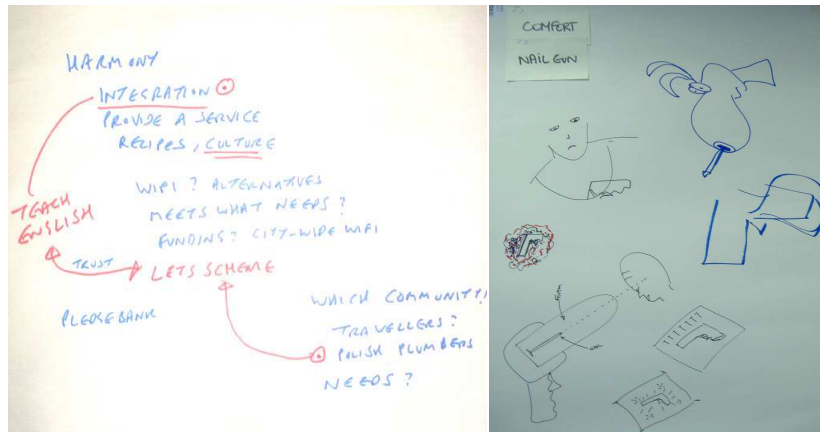 HARMONY
INTEGRATION
PROVIDE A SERVICE
RECIPES, CULTURE
WIFI? ALTERNATIVES
MEETS WHAT NEEDS?
FUNDING? CITY-WIDE WIFI
TEACH
ENGLISH
TRUST
LETS SCHEME
PLEDGEBANK
WHICH COMMUNITY?!
TRAVELLERS?
POLISH PLUMBERS
NEEDS?
COMFORT
NAIL GUN